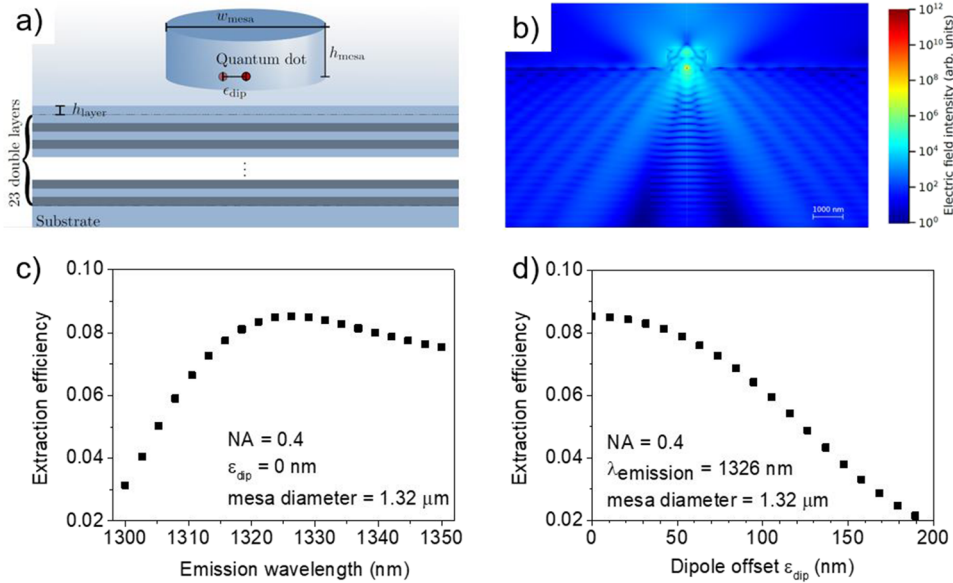 a)
w_mesa
h_mesa
Quantum dot
ϵ_dip
h_layer
23 double layers
⋮
Substrate
b)
1000 nm
10^12
10^10
10^8
10^6
10^4
10^2
10^0
Electric field intensity (arb. units)
c)
0.10
0.08
0.06
0.04
0.02
Extraction efficiency
NA = 0.4
ε_dip = 0 nm
mesa diameter = 1.32 μm
1300 1310 1320 1330 1340 1350
Emission wavelength (nm)
d)
0.10
0.08
0.06
0.04
0.02
Extraction efficiency
NA = 0.4
λ_emission = 1326 nm
mesa diameter = 1.32 μm
0 50 100 150 200
Dipole offset ε_dip (nm)